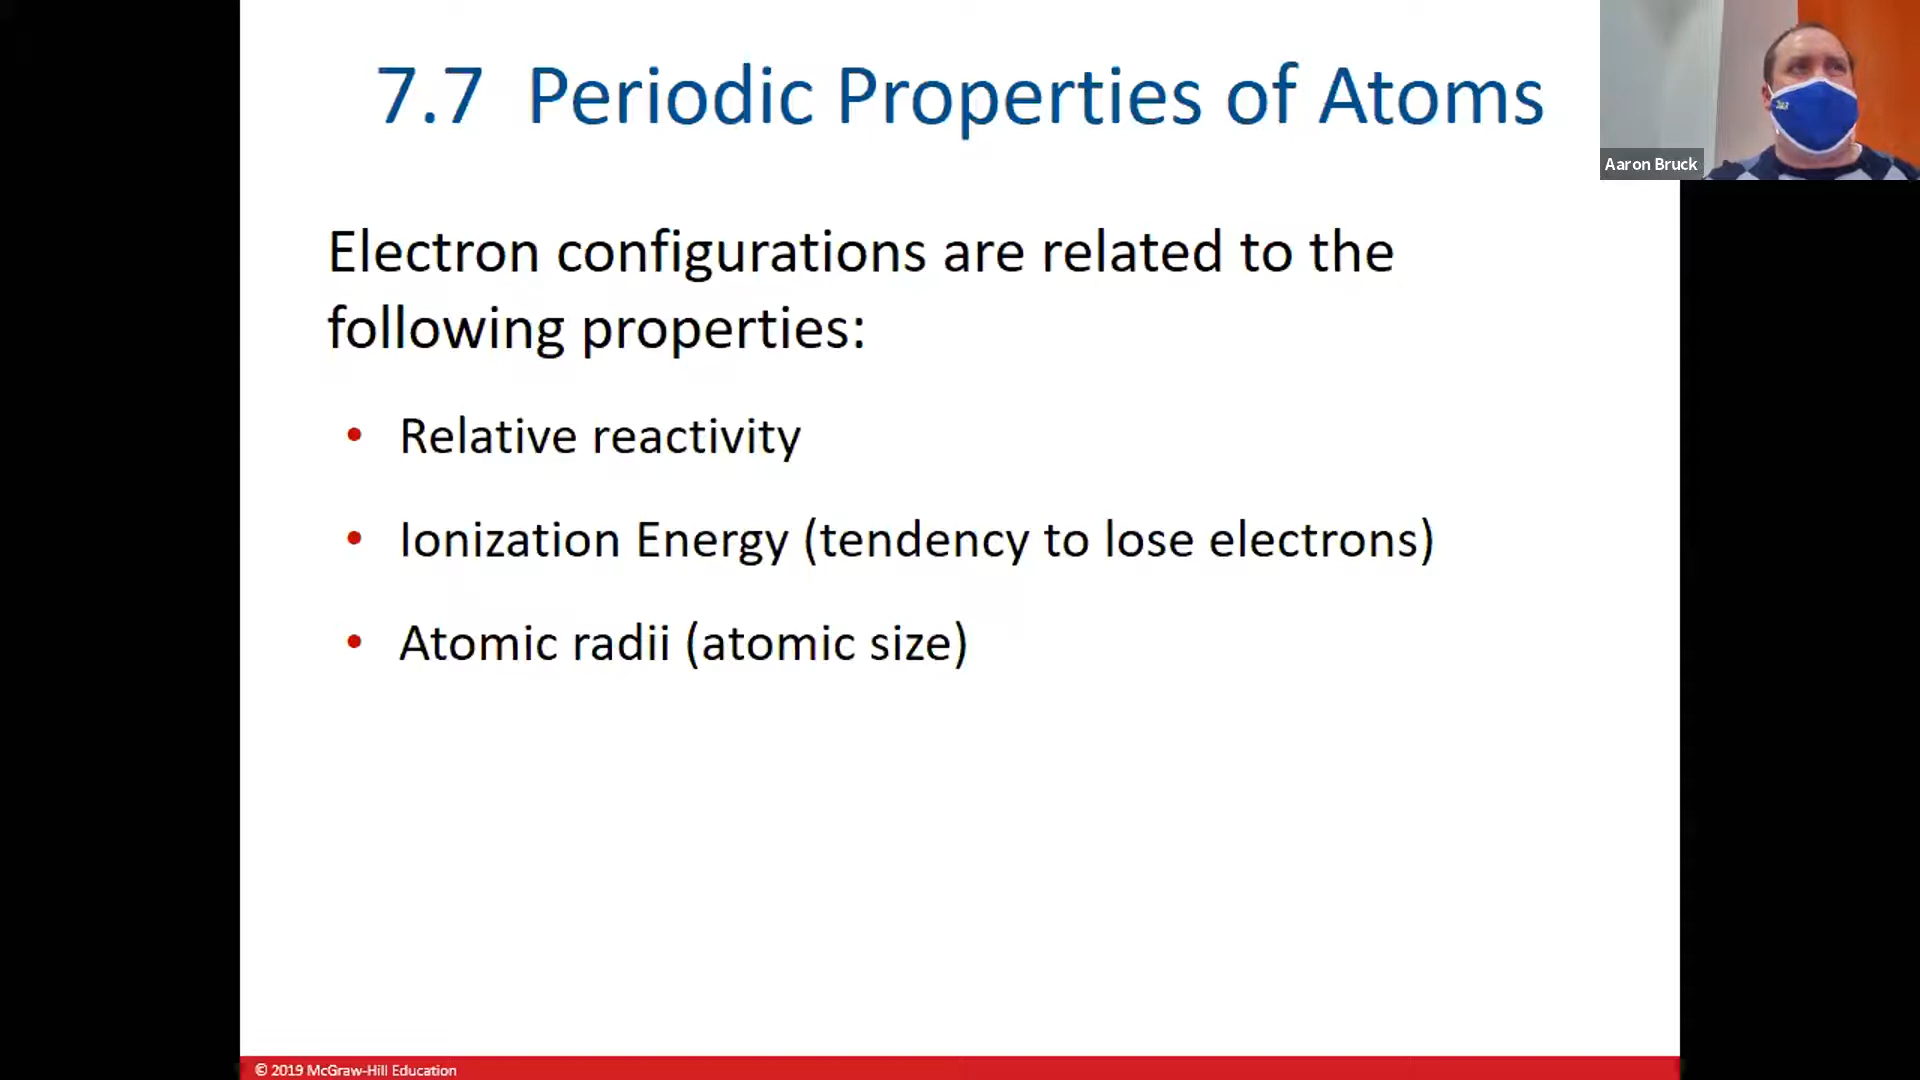 7.7 Periodic Properties of Atoms
Aaron Bruck
Electron configurations are related to the
following properties:
• Relative reactivity
• Ionization Energy (tendency to lose electrons)
• Atomic radii (atomic size)
© 2019 McGraw-Hill Education